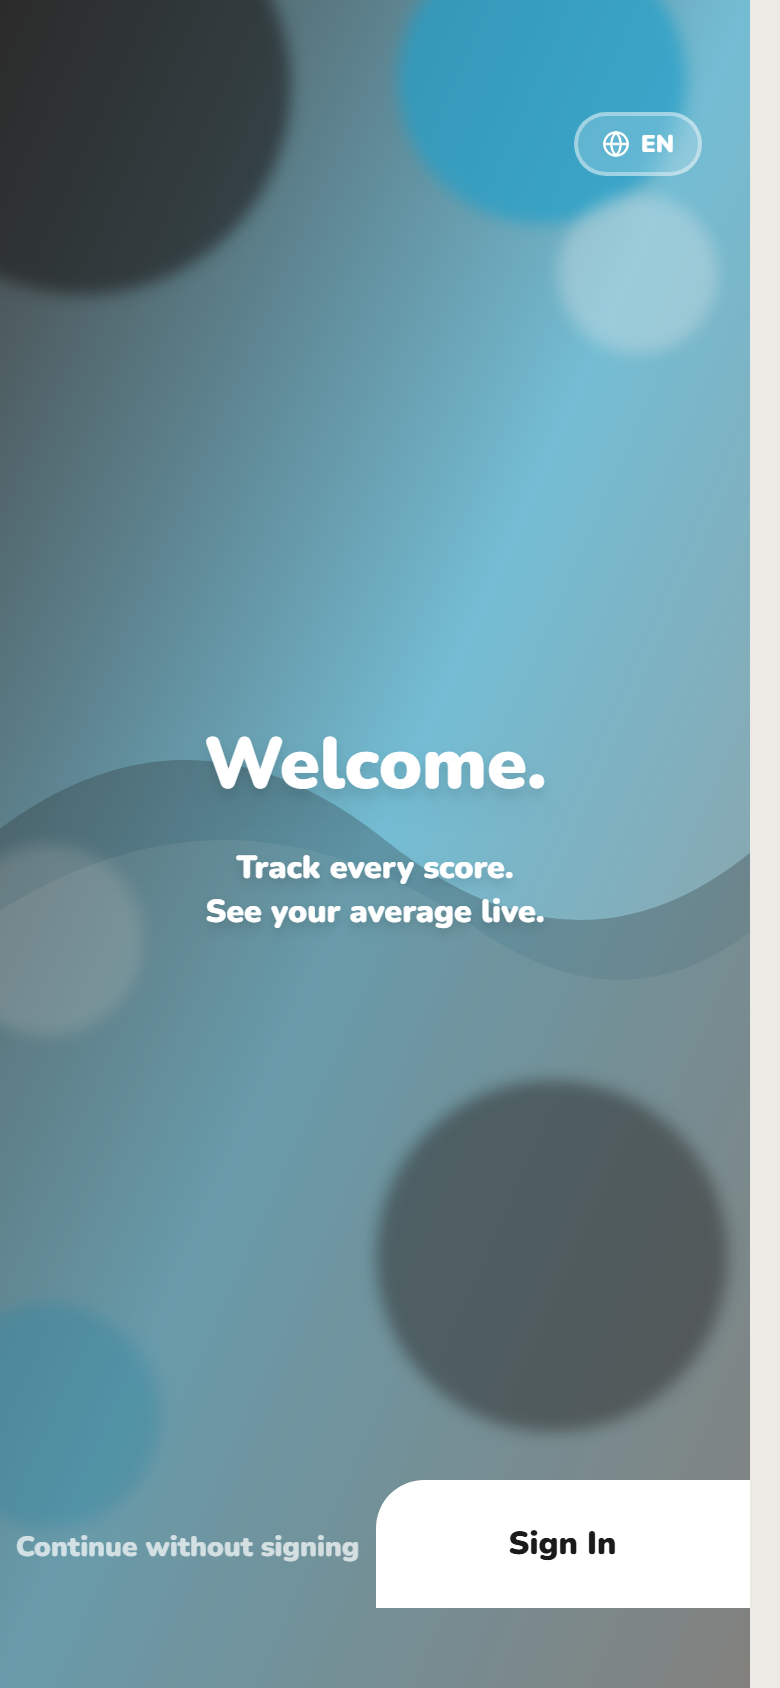 EN
Welcome.
Track every score.
See your average live.
Continue without signing
Sign In